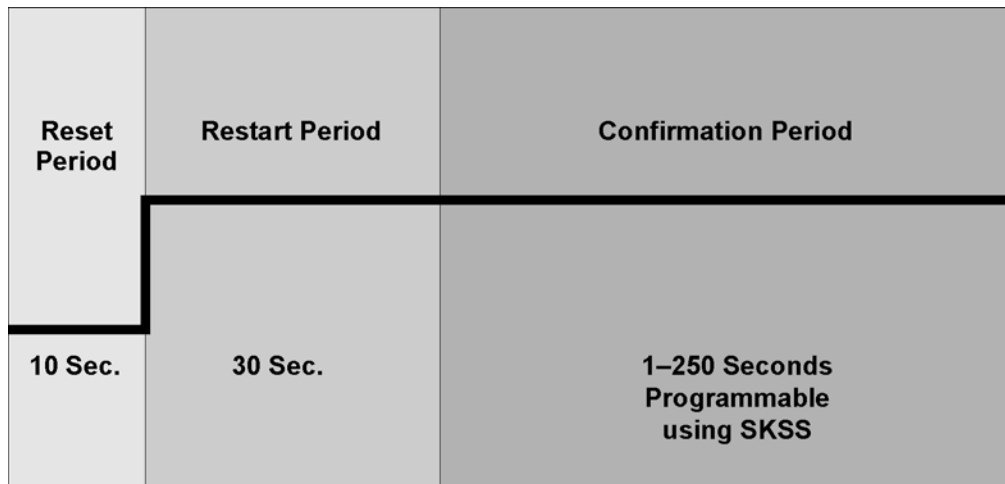 Reset
Period
Restart Period
Confirmation Period
10 Sec.
30 Sec.
1–250 Seconds
Programmable
using SKSS